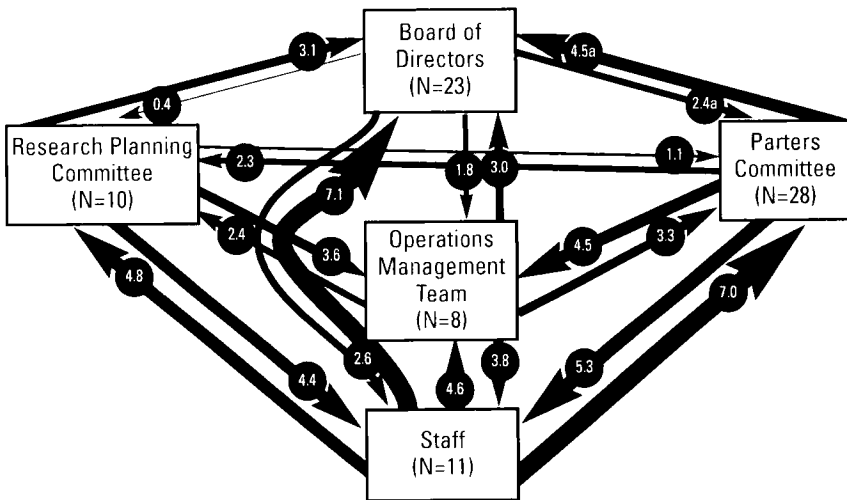 Board of
Directors
(N=23)
3.1
4.5a
0.4
2.4a
Research Planning
Committee
(N=10)
Parters
Committee
(N=28)
2.3
1.1
1.8
3.0
7.1
2.4
3.6
Operations
Management
Team
(N=8)
4.5
3.3
4.8
7.0
2.6
3.8
5.3
4.4
4.6
Staff
(N=11)